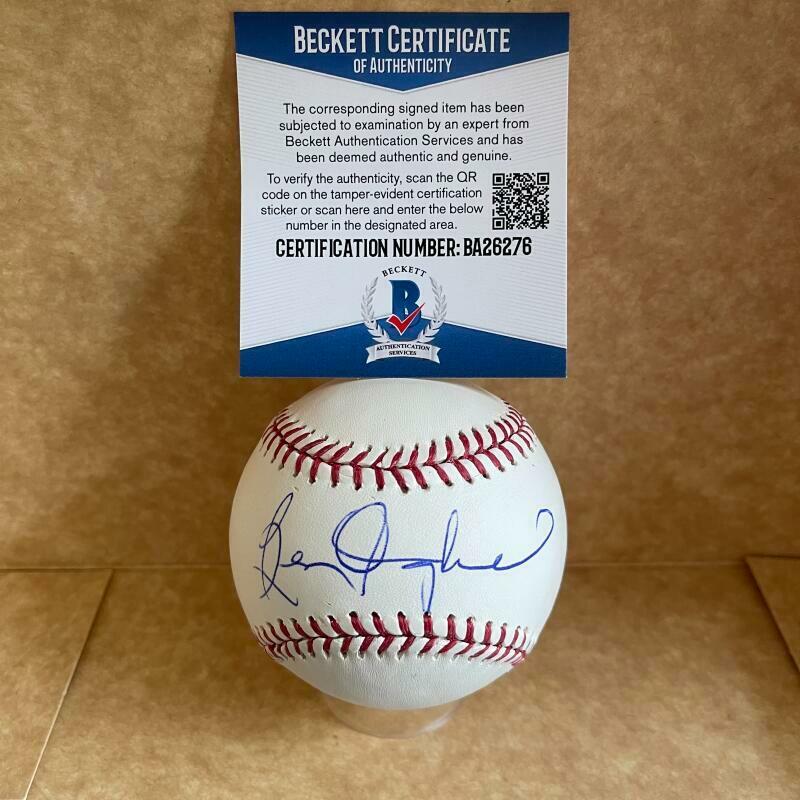 BECKETT CERTIFICATE
OF AUTHENTICITY
The corresponding signed item has been
subjected to examination by an expert from
Beckett Authentication Services and has
been deemed authentic and genuine.
To verify the authenticity, scan the QR
code on the tamper-evident certification
sticker or scan here and enter the below
number in the designated area.
CERTIFICATION NUMBER: BA26276
BECKETT
B
AUTHENTICATION
SERVICES
Ben